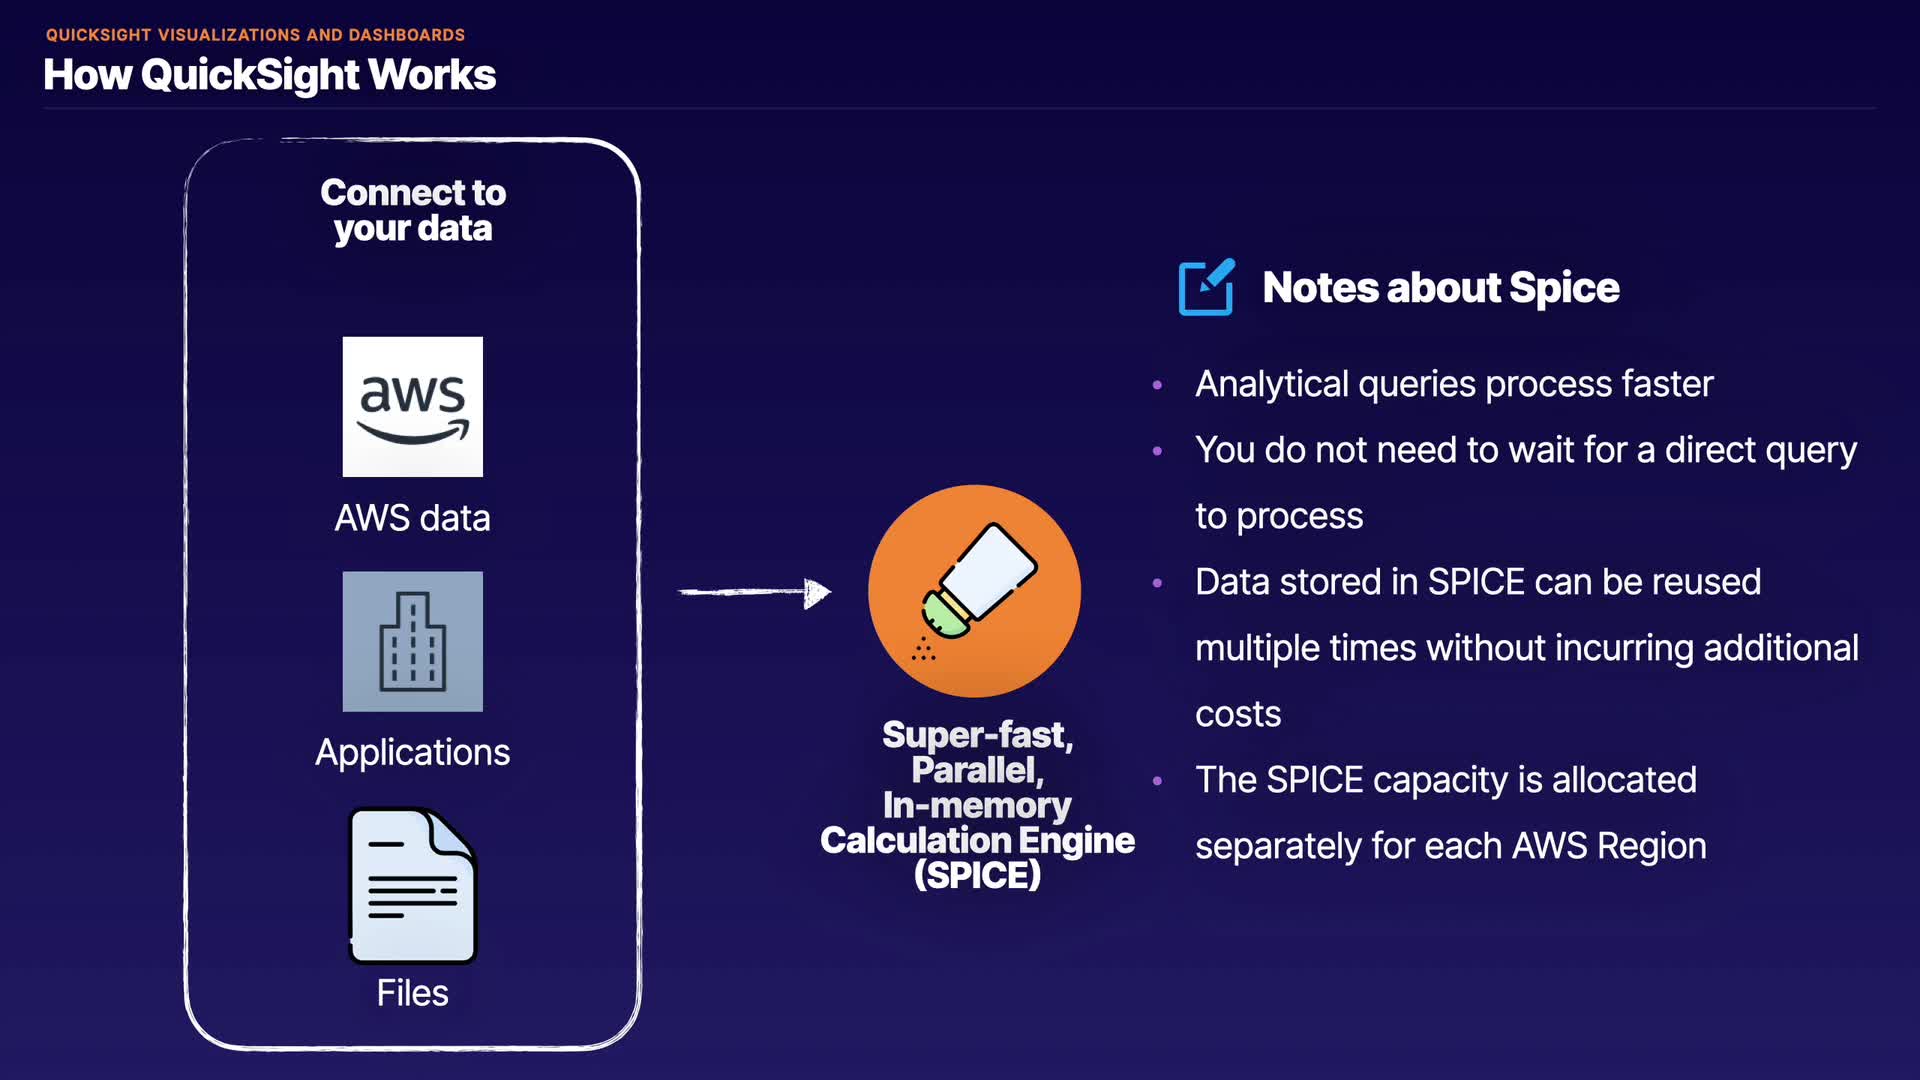 QUICKSIGHT VISUALIZATIONS AND DASHBOARDS
How QuickSight Works
Connect to
your data
aws
AWS data
Applications
Files
Super-fast,
Parallel,
In-memory
Calculation Engine
(SPICE)
Notes about Spice
• Analytical queries process faster
• You do not need to wait for a direct query
to process
• Data stored in SPICE can be reused
multiple times without incurring additional
costs
• The SPICE capacity is allocated
separately for each AWS Region